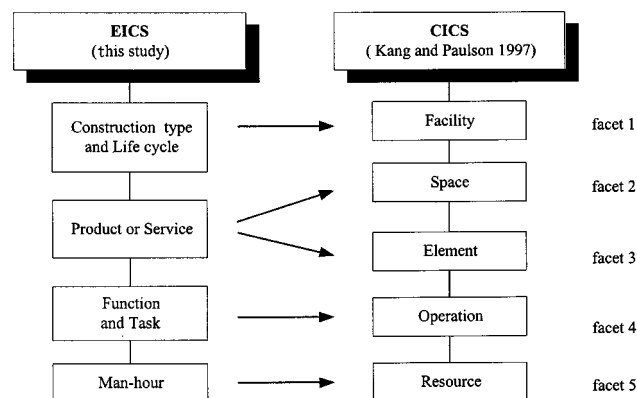 EICS
(this study)
CICS
( Kang and Paulson 1997)
Construction type
and Life cycle
Facility
facet 1
Space
facet 2
Product or Service
Element
facet 3
Function
and Task
Operation
facet 4
Man-hour
Resource
facet 5